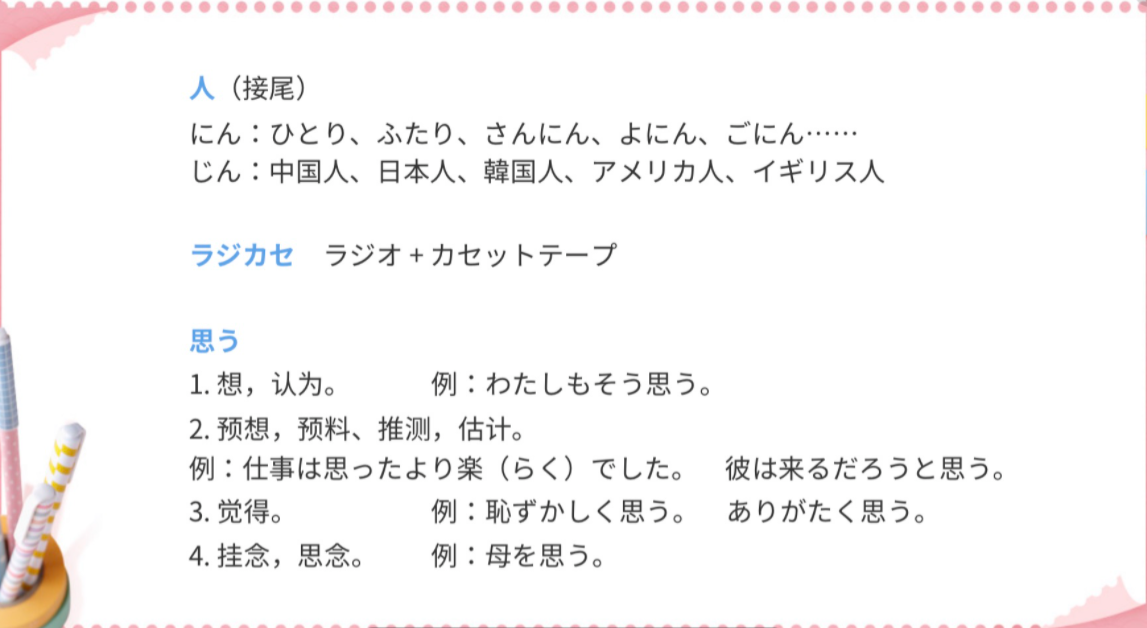 人（接尾）
にん：ひとり、ふたり、さんにん、よにん、ごにん……
じん：中国人、日本人、韓国人、アメリカ人、イギリス人
ラジカセ　ラジオ + カセットテープ
思う
1. 想，认为。　例：わたしもそう思う。
2. 预想，预料、推测，估计。
例：仕事は思ったより楽（らく）でした。　彼は来るだろうと思う。
3. 觉得。　例：恥ずかしく思う。　ありがたく思う。
4. 挂念，思念。　例：母を思う。